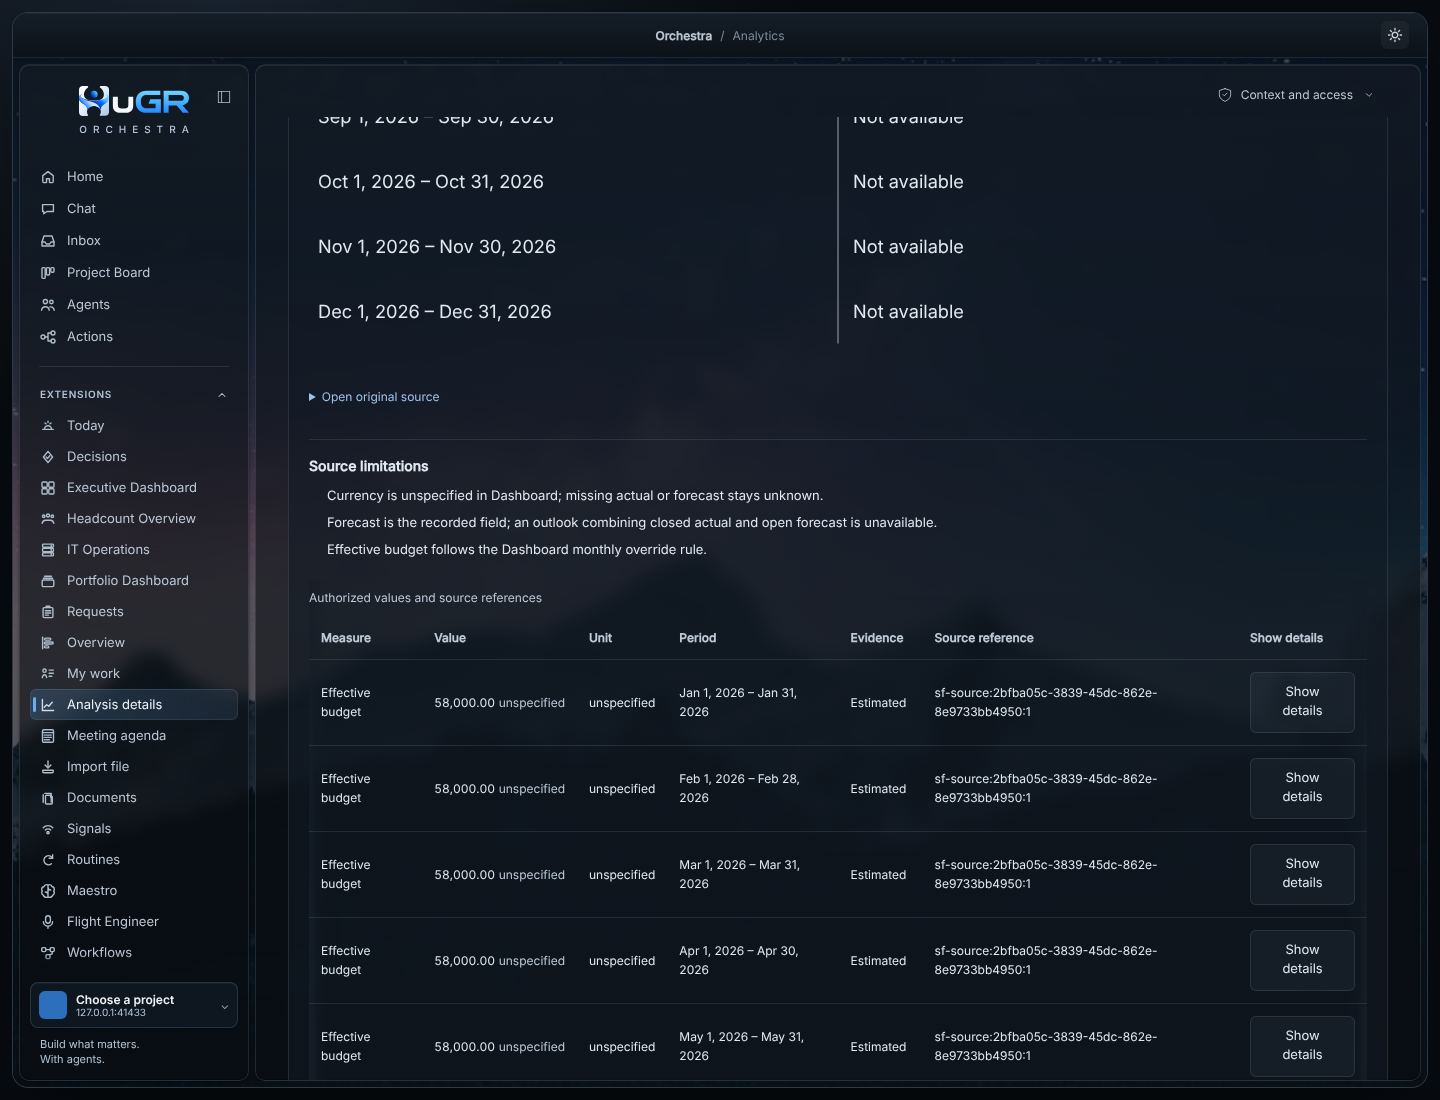 Orchestra / Analytics
HuGR
ORCHESTRA
Context and access
Home
Chat
Inbox
Project Board
Agents
Actions
EXTENSIONS
Today
Decisions
Executive Dashboard
Headcount Overview
IT Operations
Portfolio Dashboard
Requests
Overview
My work
Analysis details
Meeting agenda
Import file
Documents
Signals
Routines
Maestro
Flight Engineer
Workflows
Choose a project
127.0.0.1:41433
Build what matters.
With agents.
Sep 1, 2026 – Sep 30, 2026 Not available
Oct 1, 2026 – Oct 31, 2026 Not available
Nov 1, 2026 – Nov 30, 2026 Not available
Dec 1, 2026 – Dec 31, 2026 Not available
Open original source
Source limitations
Currency is unspecified in Dashboard; missing actual or forecast stays unknown.
Forecast is the recorded field; an outlook combining closed actual and open forecast is unavailable.
Effective budget follows the Dashboard monthly override rule.
Authorized values and source references
Measure Value Unit Period Evidence Source reference Show details
Effective budget 58,000.00 unspecified unspecified Jan 1, 2026 – Jan 31, 2026 Estimated sf-source:2bfba05c-3839-45dc-862e-8e9733bb4950:1 Show details
Effective budget 58,000.00 unspecified unspecified Feb 1, 2026 – Feb 28, 2026 Estimated sf-source:2bfba05c-3839-45dc-862e-8e9733bb4950:1 Show details
Effective budget 58,000.00 unspecified unspecified Mar 1, 2026 – Mar 31, 2026 Estimated sf-source:2bfba05c-3839-45dc-862e-8e9733bb4950:1 Show details
Effective budget 58,000.00 unspecified unspecified Apr 1, 2026 – Apr 30, 2026 Estimated sf-source:2bfba05c-3839-45dc-862e-8e9733bb4950:1 Show details
Effective budget 58,000.00 unspecified unspecified May 1, 2026 – May 31, 2026 Estimated sf-source:2bfba05c-3839-45dc-862e-8e9733bb4950:1 Show details